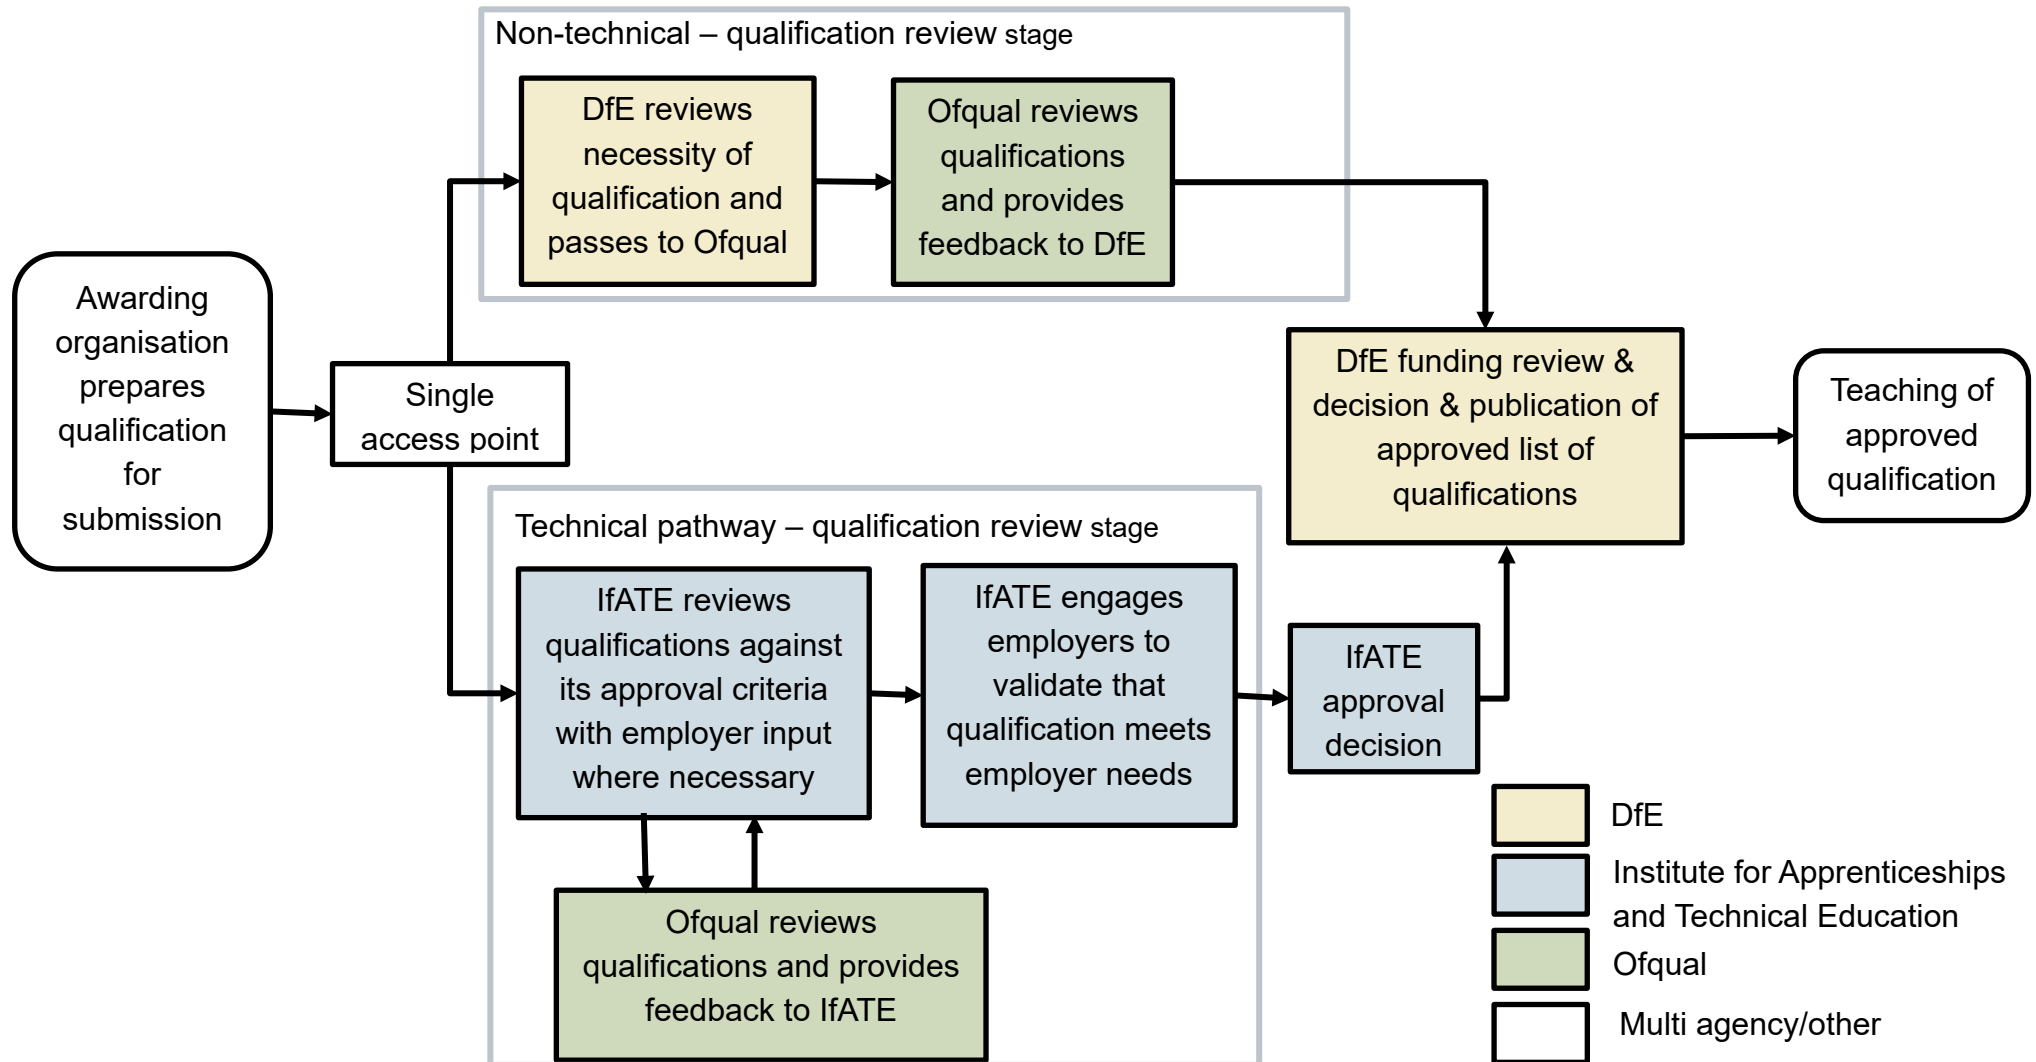 Non-technical – qualification review stage
DfE reviews
necessity of
qualification and
passes to Ofqual
Ofqual reviews
qualifications
and provides
feedback to DfE
Awarding
organisation
prepares
qualification
for
submission
Single
access point
DfE funding review &
decision & publication of
approved list of
qualifications
Teaching of
approved
qualification
Technical pathway – qualification review stage
IfATE reviews
qualifications against
its approval criteria
with employer input
where necessary
IfATE engages
employers to
validate that
qualification meets
employer needs
IfATE
approval
decision
Ofqual reviews
qualifications and provides
feedback to IfATE
DfE
Institute for Apprenticeships
and Technical Education
Ofqual
Multi agency/other